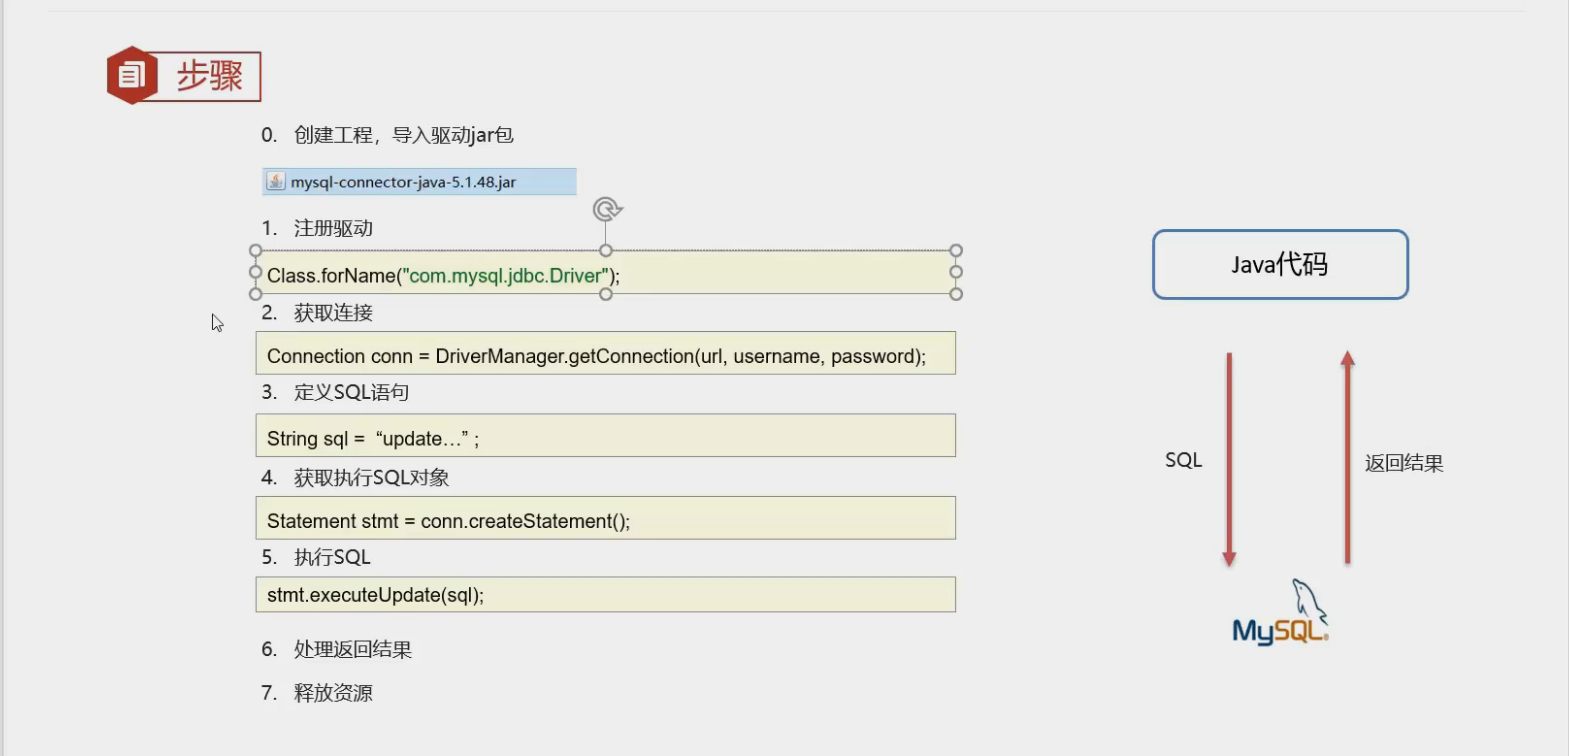 步骤
0. 创建工程，导入驱动jar包
mysql-connector-java-5.1.48.jar
1. 注册驱动
Class.forName("com.mysql.jdbc.Driver");
2. 获取连接
Connection conn = DriverManager.getConnection(url, username, password);
3. 定义SQL语句
String sql = “update…” ;
4. 获取执行SQL对象
Statement stmt = conn.createStatement();
5. 执行SQL
stmt.executeUpdate(sql);
6. 处理返回结果
7. 释放资源
Java代码
SQL
返回结果
MySQL®